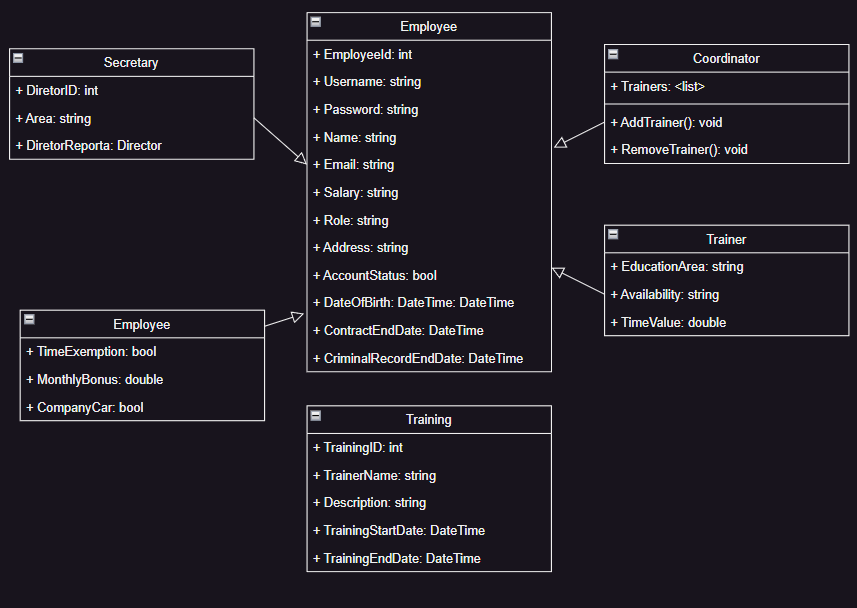 Employee
+ EmployeeId: int
+ Username: string
+ Password: string
+ Name: string
+ Email: string
+ Salary: string
+ Role: string
+ Address: string
+ AccountStatus: bool
+ DateOfBirth: DateTime: DateTime
+ ContractEndDate: DateTime
+ CriminalRecordEndDate: DateTime
Secretary
+ DiretorID: int
+ Area: string
+ DiretorReporta: Director
Coordinator
+ Trainers: <list>
+ AddTrainer(): void
+ RemoveTrainer(): void
Trainer
+ EducationArea: string
+ Availability: string
+ TimeValue: double
Employee
+ TimeExemption: bool
+ MonthlyBonus: double
+ CompanyCar: bool
Training
+ TrainingID: int
+ TrainerName: string
+ Description: string
+ TrainingStartDate: DateTime
+ TrainingEndDate: DateTime